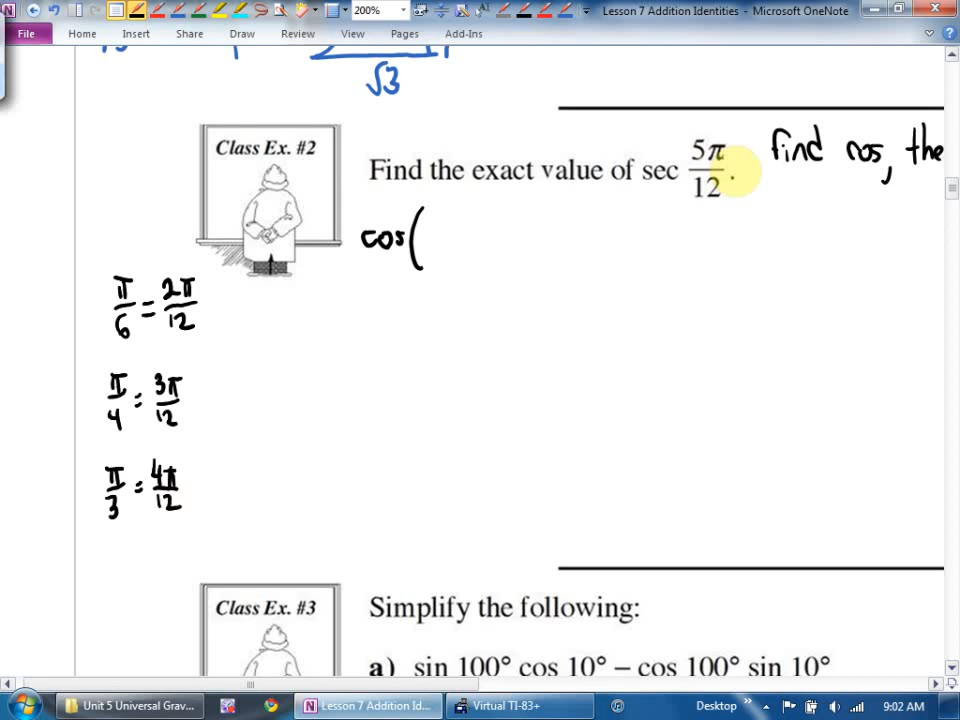 200%
Lesson 7 Addition Identities - Microsoft OneNote
File Home Insert Share Draw Review View Pages Add-Ins
√3
Class Ex. #2
Find the exact value of sec 5π/12.
find cos, the
cos(
π/6 = 2π/12
π/4 = 3π/12
π/3 = 4π/12
Class Ex. #3
Simplify the following:
a) sin 100° cos 10° – cos 100° sin 10°
Unit 5 Universal Grav...
Lesson 7 Addition Id...
Virtual TI-83+
Desktop
9:02 AM